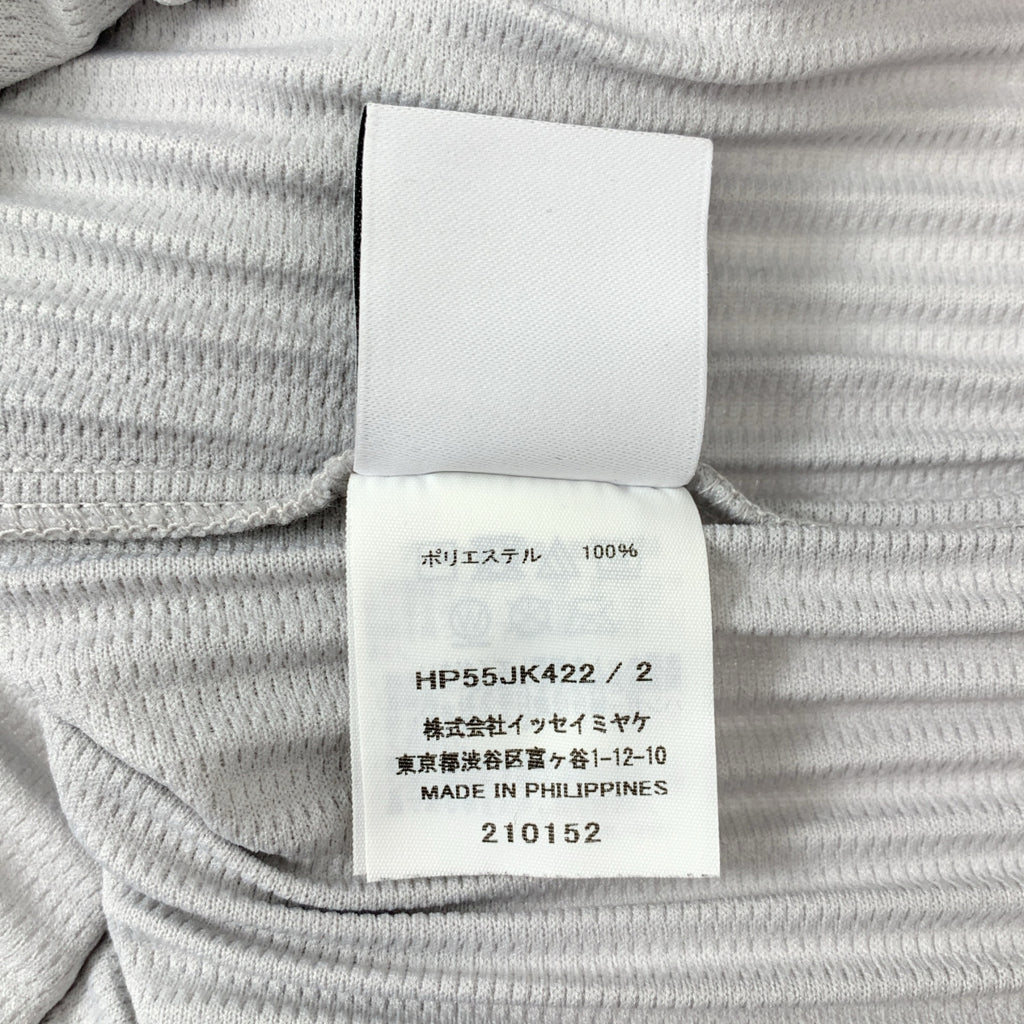 ポリエステル 100%
HP55JK422 / 2
株式会社イッセイミヤケ
東京都渋谷区富ヶ谷1-12-10
MADE IN PHILIPPINES
210152